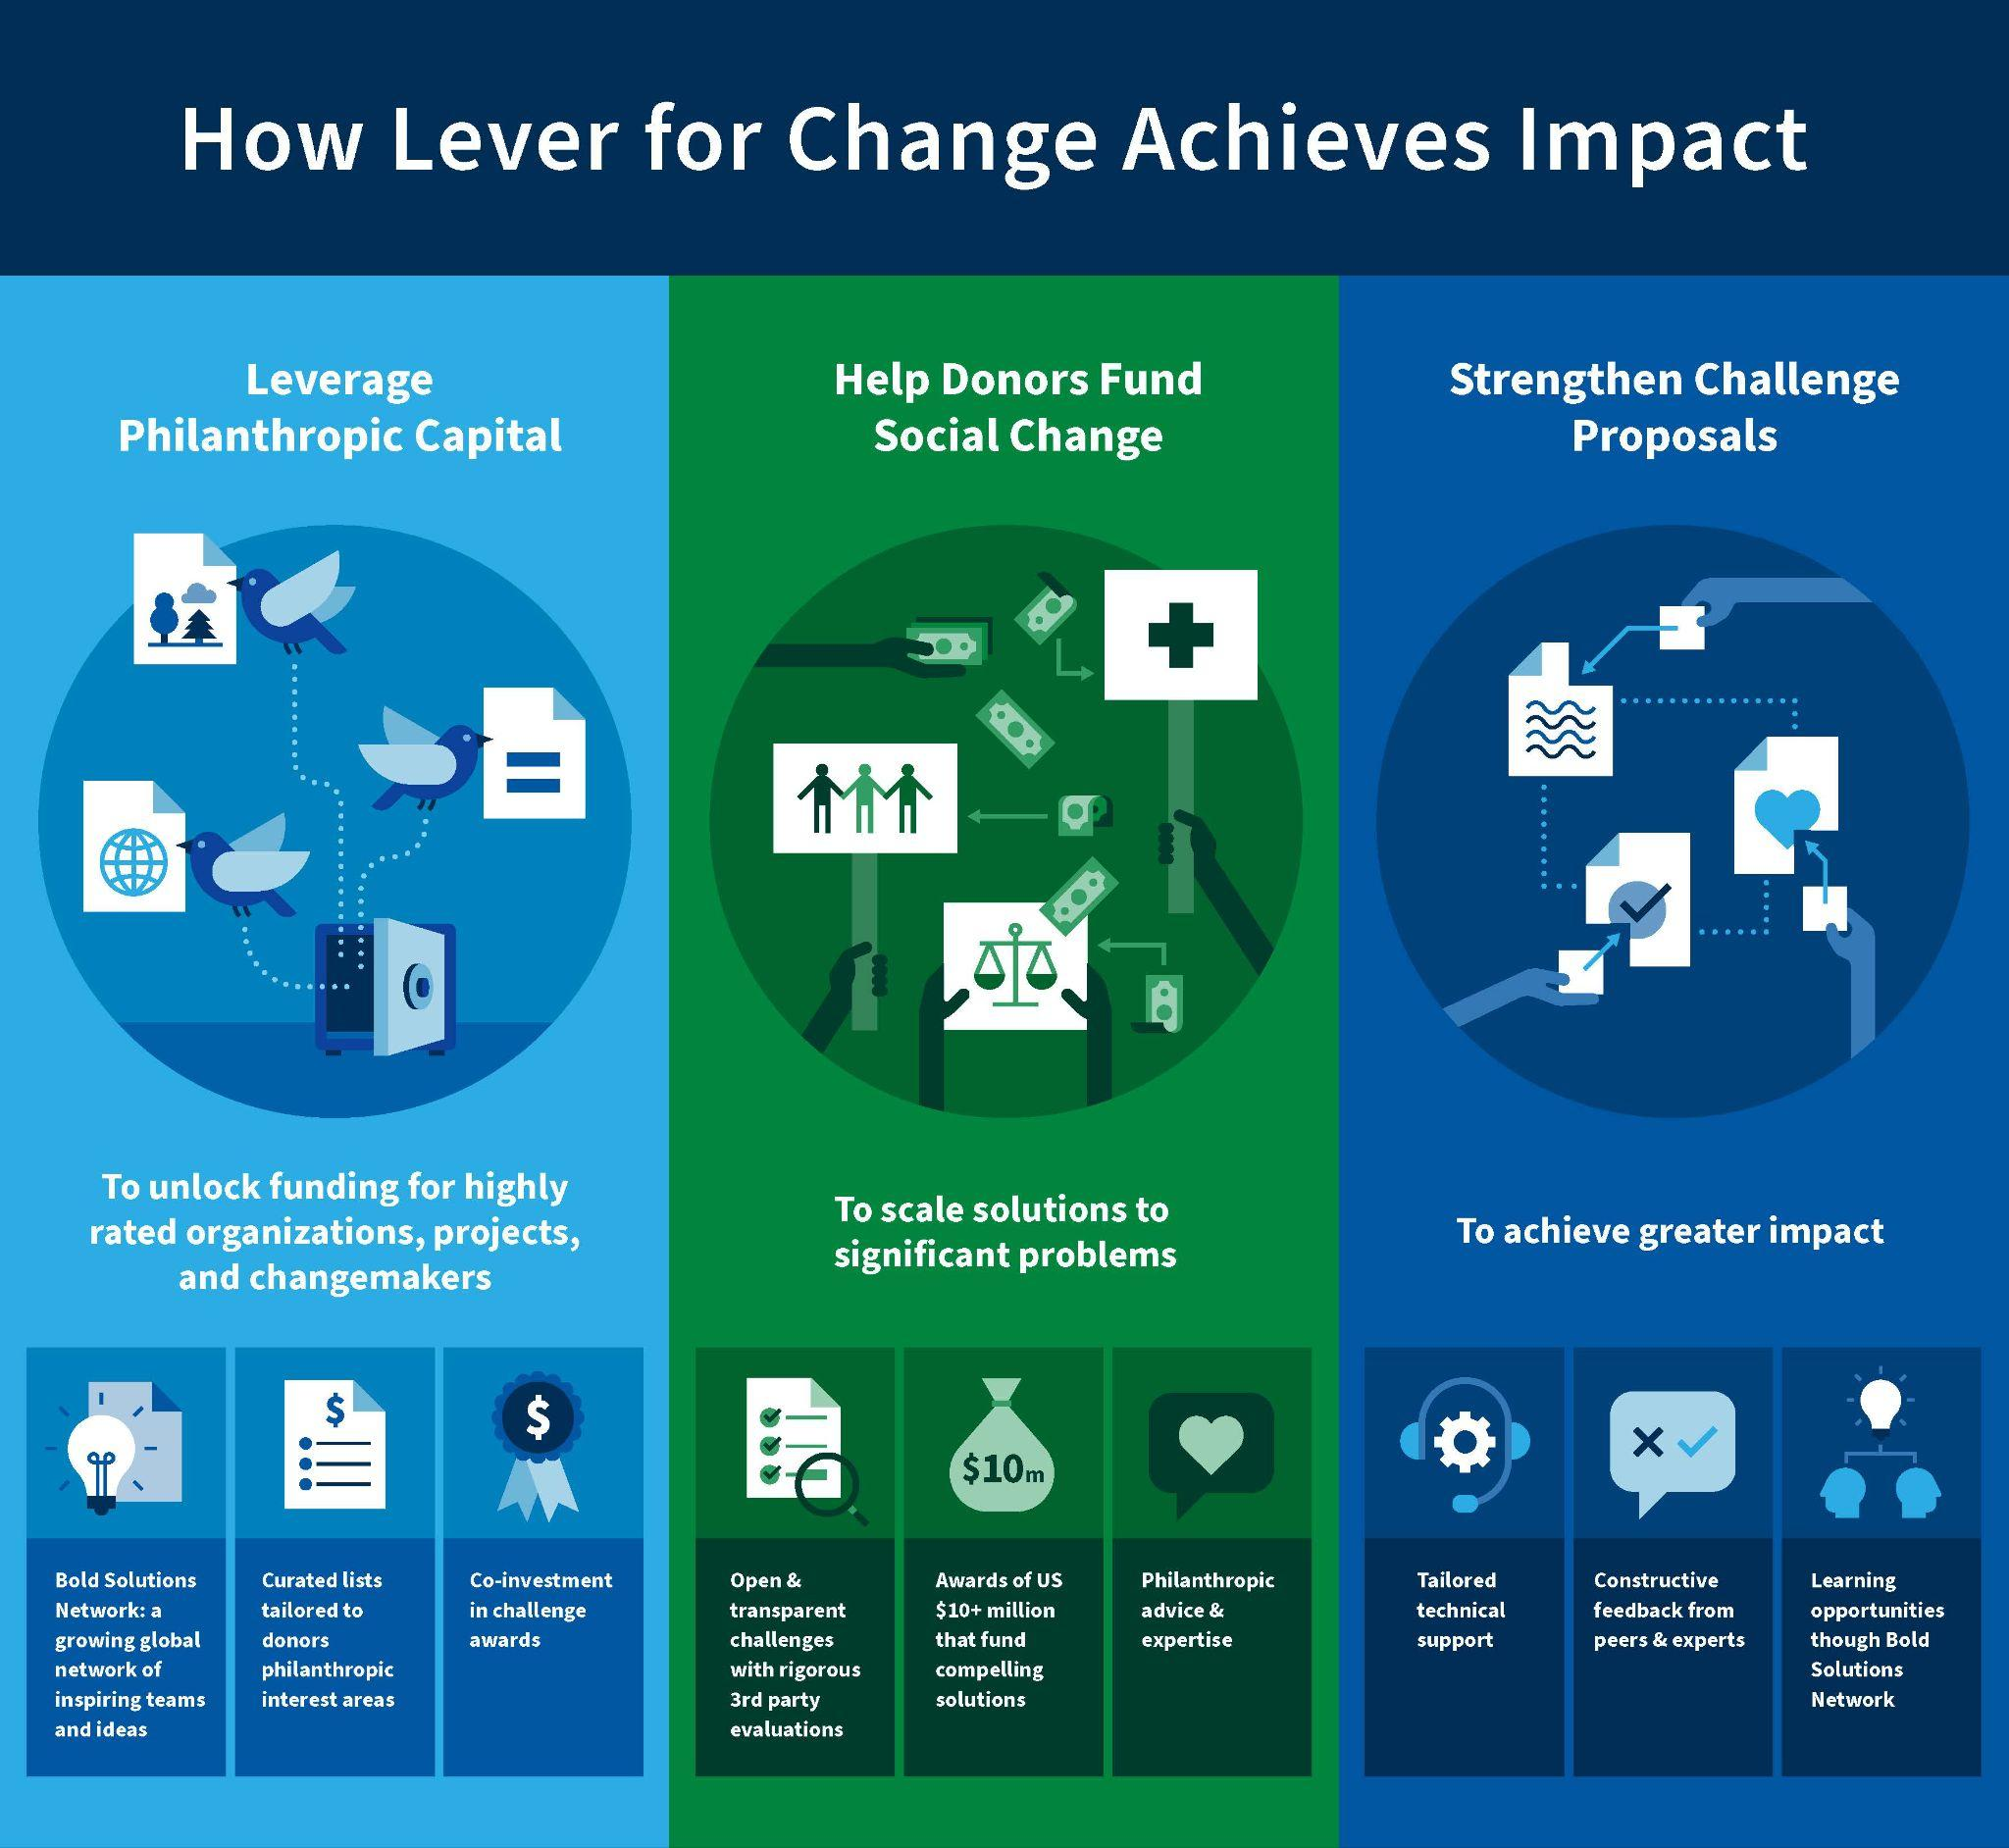 How Lever for Change Achieves Impact
Leverage
Philanthropic Capital
To unlock funding for highly
rated organizations, projects,
and changemakers
$
$
Bold Solutions
Network: a
growing global
network of
inspiring teams
and ideas
Curated lists
tailored to
donors
philanthropic
interest areas
Co-investment
in challenge
awards
Help Donors Fund
Social Change
To scale solutions to
significant problems
$10m
Open &
transparent
challenges
with rigorous
3rd party
evaluations
Awards of US
$10+ million
that fund
compelling
solutions
Philanthropic
advice &
expertise
Strengthen Challenge
Proposals
To achieve greater impact
Tailored
technical
support
Constructive
feedback from
peers & experts
Learning
opportunities
though Bold
Solutions
Network